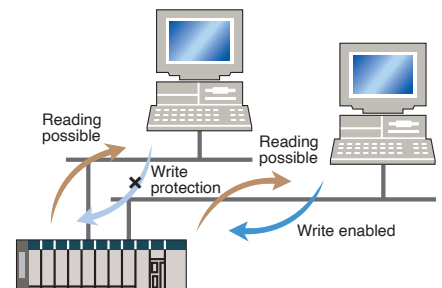 Reading
possible
Write
protection
Reading
possible
Write enabled